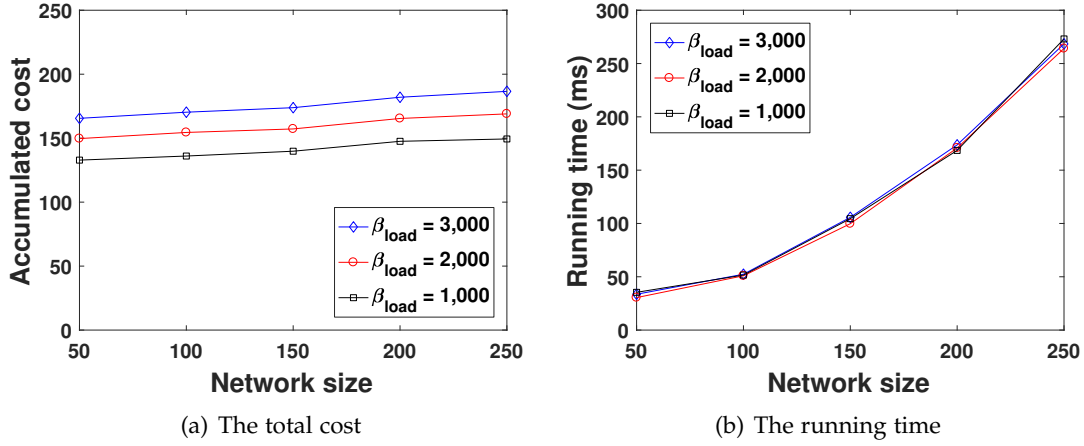 250
200
150
100
50
0
Accumulated cost
β_load = 3,000
β_load = 2,000
β_load = 1,000
50 100 150 200 250
Network size
(a) The total cost
300
250
200
150
100
50
0
Running time (ms)
β_load = 3,000
β_load = 2,000
β_load = 1,000
50 100 150 200 250
Network size
(b) The running time